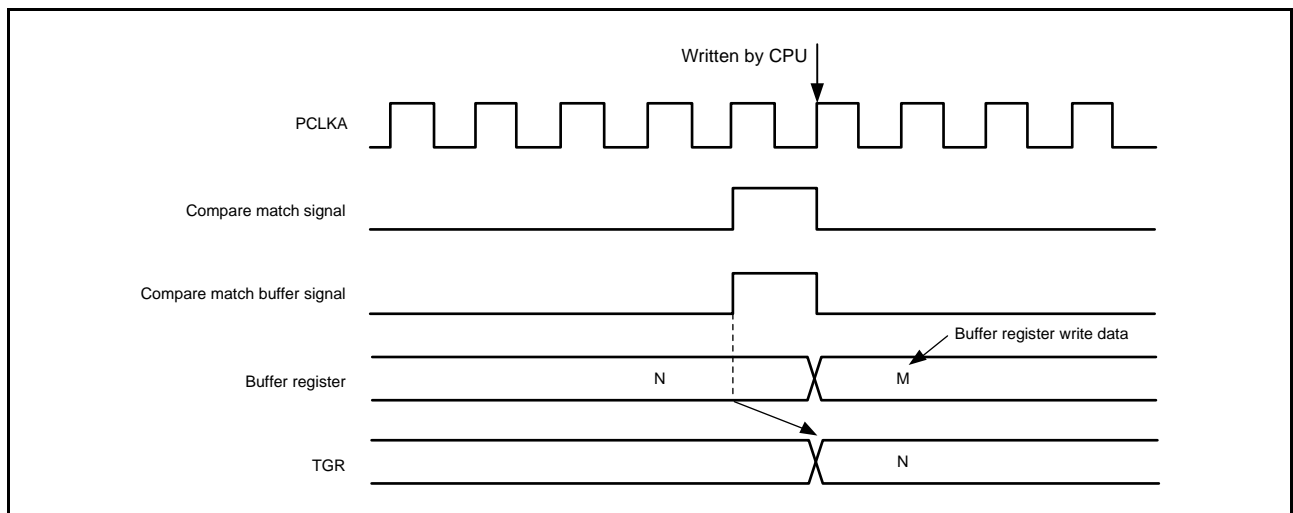 Written by CPU
PCLKA
Compare match signal
Compare match buffer signal
Buffer register write data
Buffer register
N
M
TGR
N